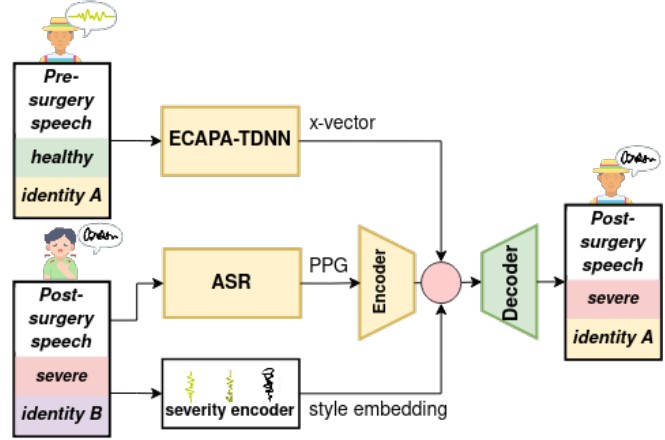 Pre-
surgery
speech
healthy
identity A
ECAPA-TDNN
x-vector
Post-
surgery
speech
severe
identity B
ASR
PPG
Encoder
severity encoder
style embedding
Decoder
Post-
surgery
speech
severe
identity A